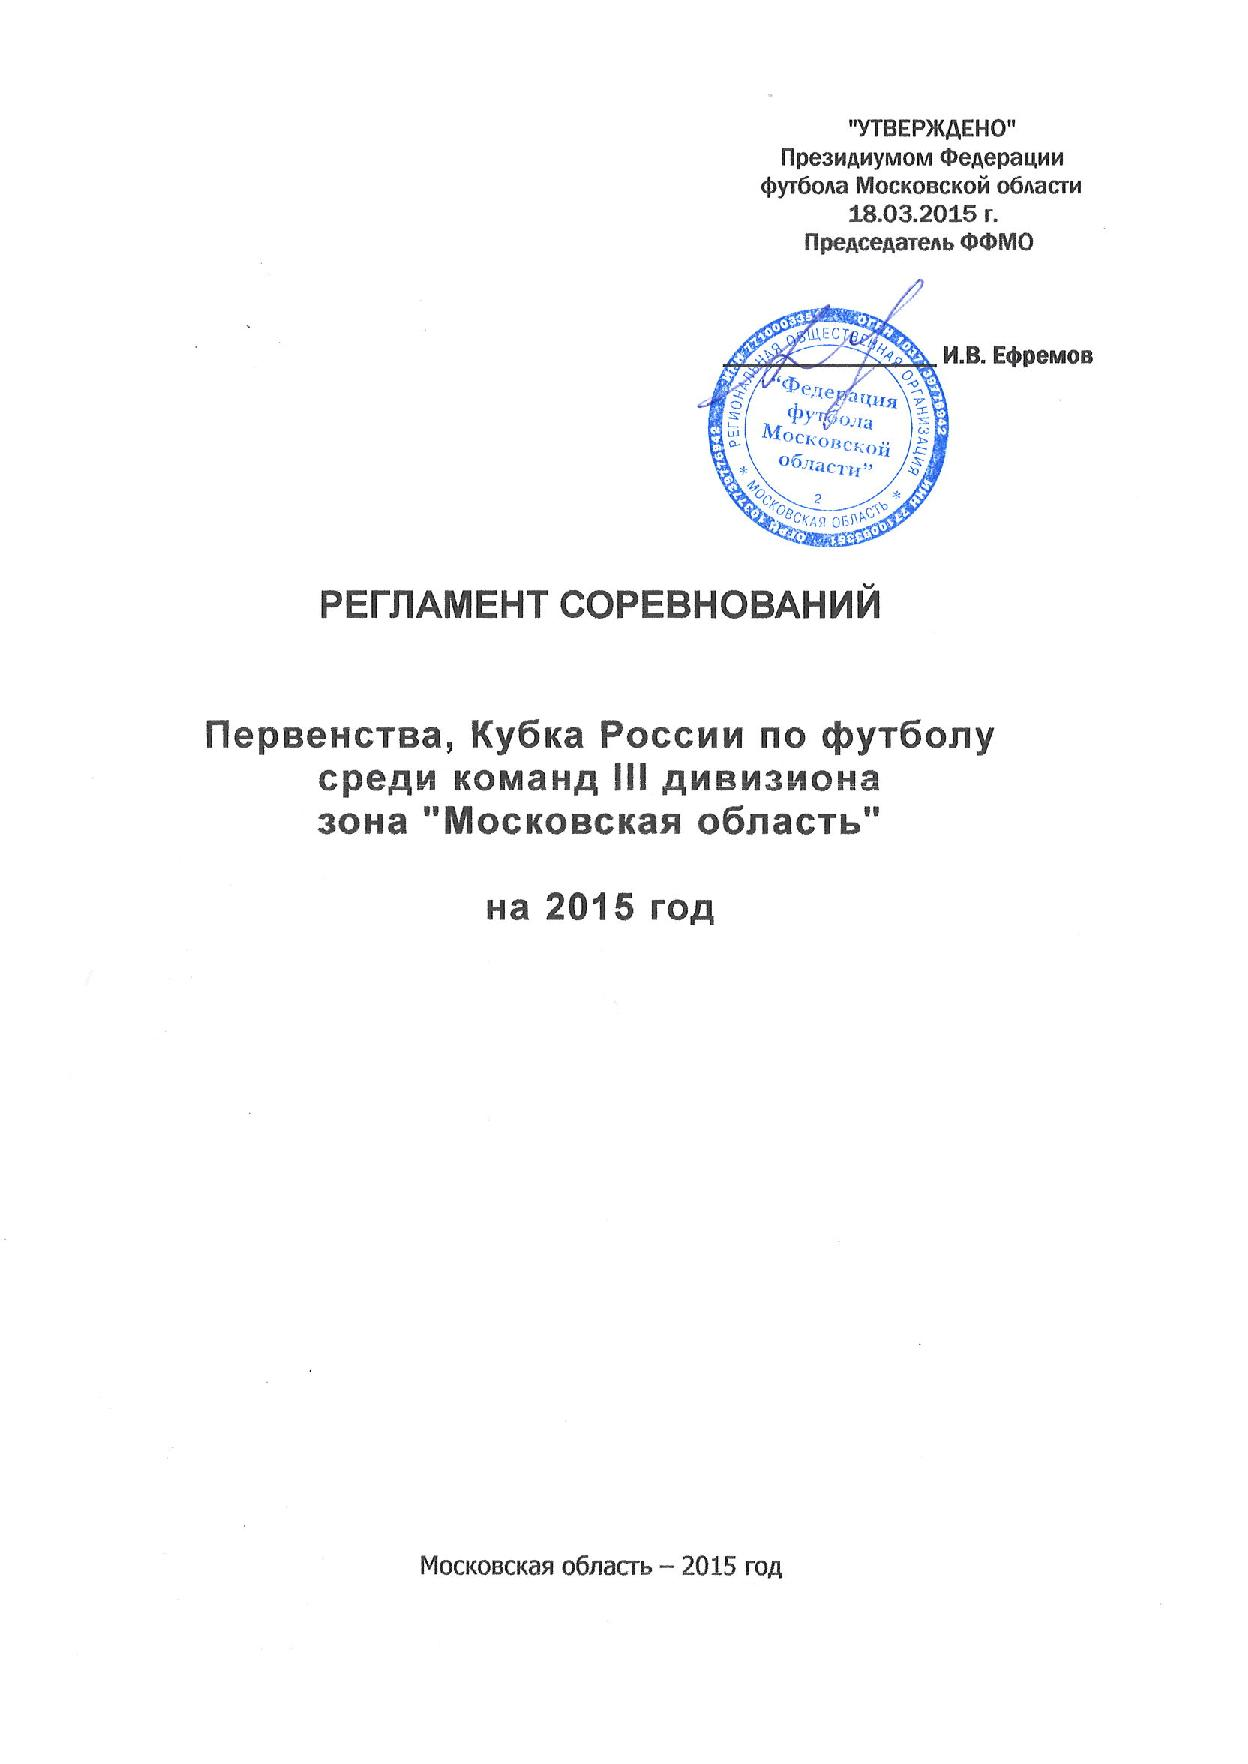 "УТВЕРЖДЕНО"
Президиумом Федерации
футбола Московской области
18.03.2015 г.
Председатель ФФМО
И.В. Ефремов
РЕГИОНАЛЬНАЯ ОБЩЕСТВЕННАЯ ОРГАНИЗАЦИЯ
* МОСКОВСКАЯ ОБЛАСТЬ *
“Федерация
футбола
Московской
области”
2
РЕГЛАМЕНТ СОРЕВНОВАНИЙ
Первенства, Кубка России по футболу
среди команд III дивизиона
зона "Московская область"
на 2015 год
Московская область – 2015 год